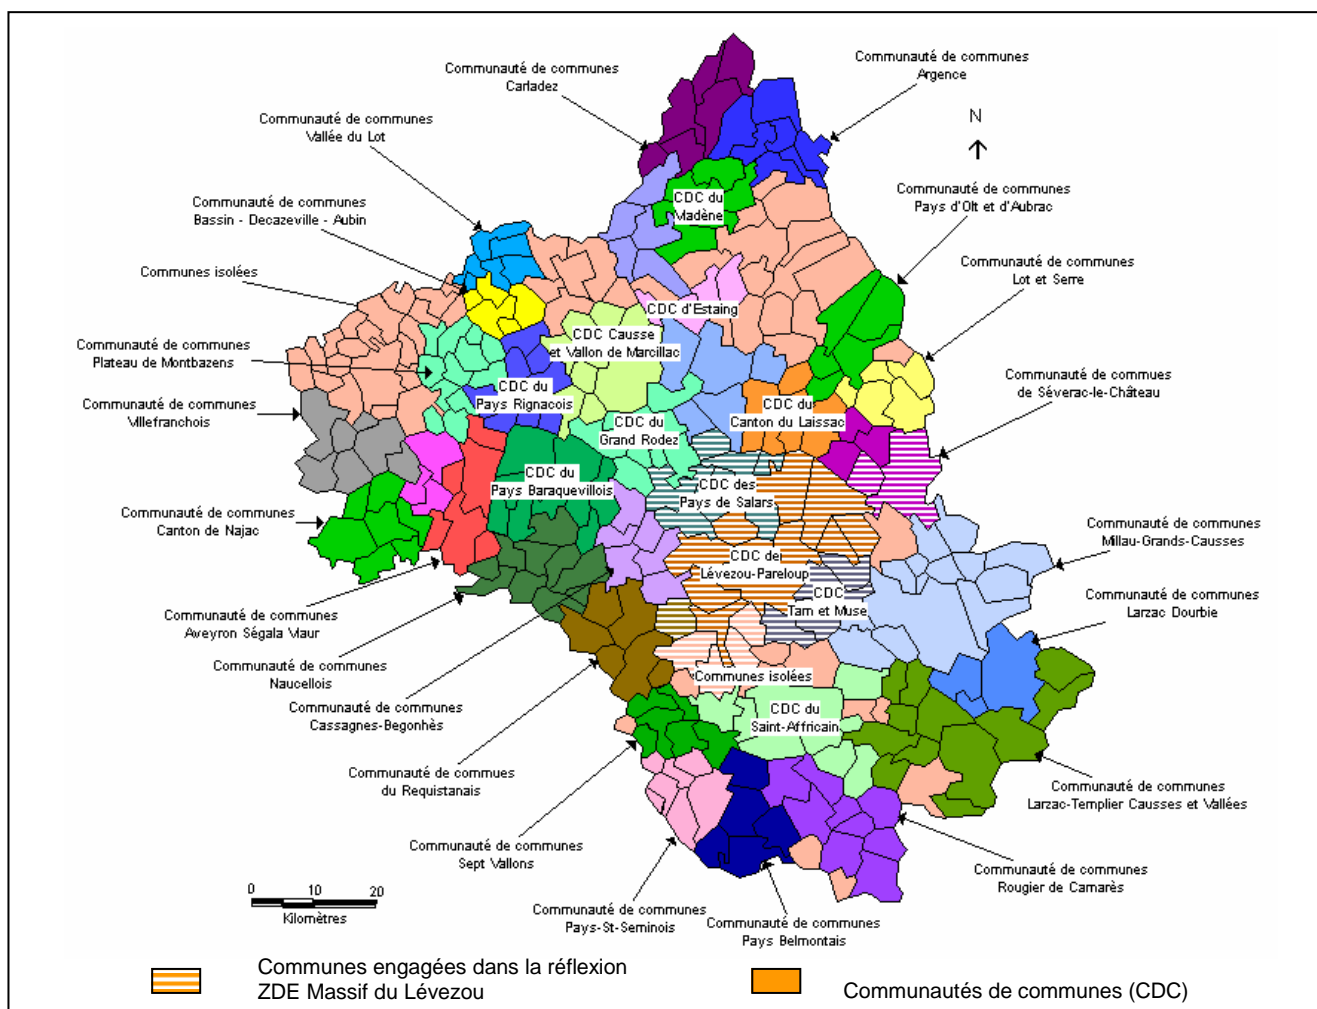 Communauté de communes
Carladez
Communauté de communes
Argence
Communauté de communes
Vallée du Lot
N
Communauté de communes
Pays d'Olt et d'Aubrac
Communauté de communes
Bassin - Decazeville - Aubin
CDC du
Viadène
Communes isolées
Communauté de communes
Lot et Serre
CDC d'Estaing
CDC Causse
et Vallon de Marcillac
Communauté de communes
Plateau de Montbazens
CDC du
Pays Rignacois
Communauté de commues
de Séverac-le-Château
Communauté de communes
Villefranchois
CDC du
Canton du Laissac
CDC du
Grand Rodez
CDC du
Pays Baraquevillois
CDC des
Pays de Salars
Communauté de communes
Canton de Najac
Communauté de communes
Millau-Grands-Causses
CDC de
Lévezou-Pareloup
CDC
Tarn et Muse
Communauté de communes
Larzac Dourbie
Communauté de communes
Aveyron Ségala Viaur
Communauté de communes
Naucellois
Communes isolées
Communauté de communes
Cassagnes-Begonhès
CDC du
Saint-Affricain
Communauté de commues
du Requistanais
Communauté de communes
Larzac-Templier Causses et Vallées
Communauté de communes
Sept Vallons
Communauté de communes
Rougier de Camarès
0 10 20
Kilomètres
Communauté de communes
Pays-St-Serninois
Communauté de communes
Pays Belmontais
Communes engagées dans la réflexion
ZDE Massif du Lévezou
Communautés de communes (CDC)